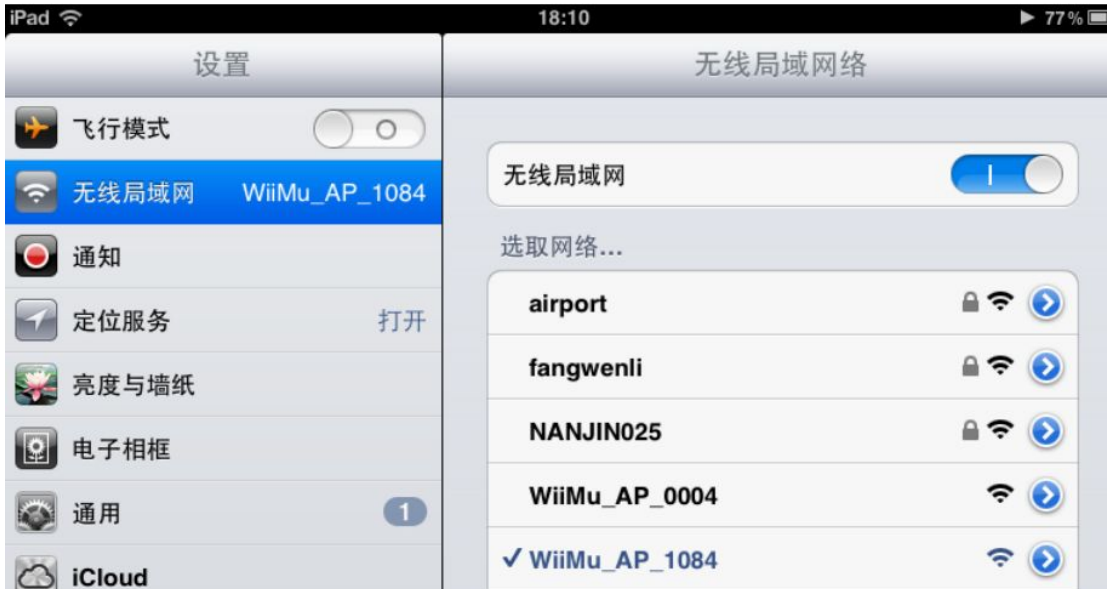 iPad 18:10 77%
设置
飞行模式
无线局域网 WiiMu_AP_1084
通知
定位服务 打开
亮度与墙纸
电子相框
通用 1
iCloud
无线局域网络
无线局域网
选取网络...
airport
fangwenli
NANJIN025
WiiMu_AP_0004
✓ WiiMu_AP_1084